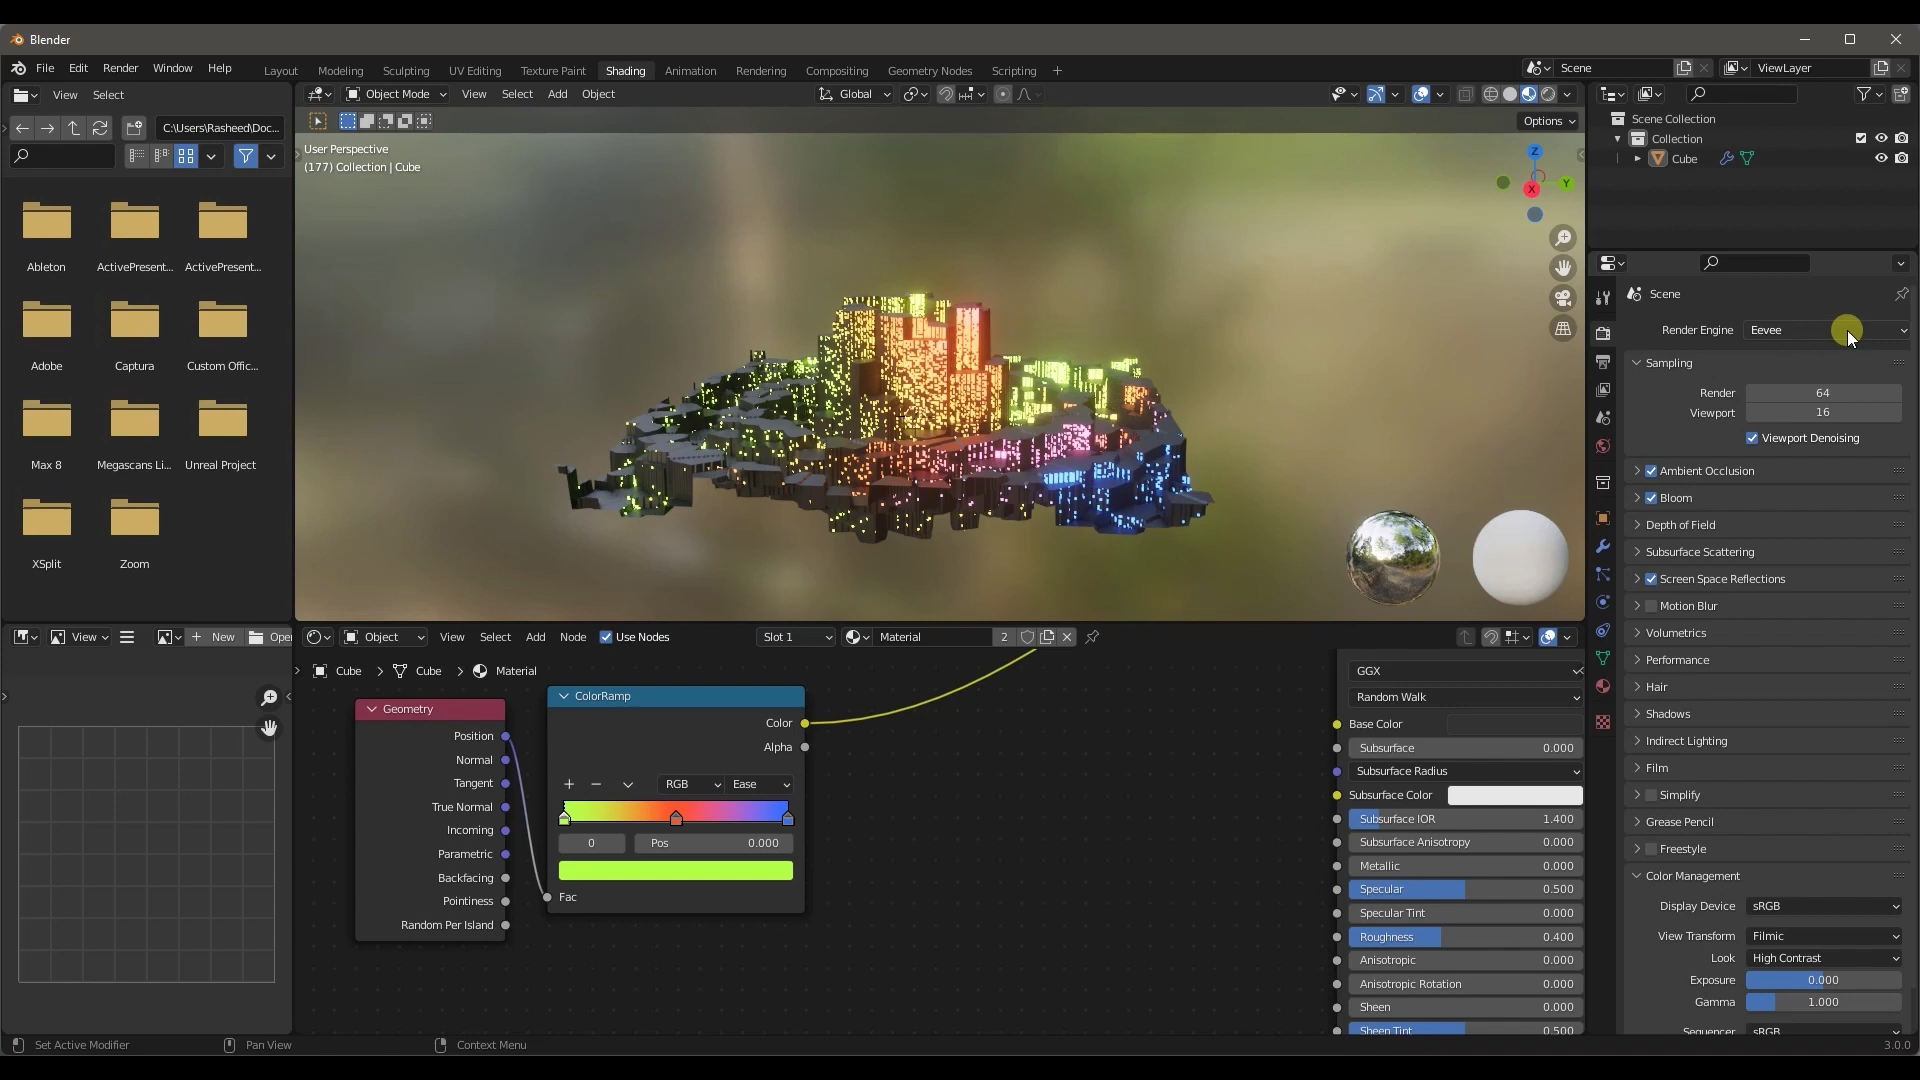 Blender
File Edit Render Window Help
Layout Modeling Sculpting UV Editing Texture Paint Shading Animation Rendering Compositing Geometry Nodes Scripting +
Scene
ViewLayer
View Select
C:\Users\Rasheed\Doc...
Ableton
ActivePresent...
ActivePresent...
Adobe
Captura
Custom Offic...
Max 8
Megascans Li...
Unreal Project
XSplit
Zoom
Object Mode View Select Add Object
Global
Options
User Perspective
(177) Collection | Cube
Z
Y
X
Scene Collection
Collection
Cube
Scene
Render Engine Eevee
Sampling
Render 64
Viewport 16
Viewport Denoising
Ambient Occlusion
Bloom
Depth of Field
Subsurface Scattering
Screen Space Reflections
Motion Blur
Volumetrics
Performance
Hair
Shadows
Indirect Lighting
Film
Simplify
Grease Pencil
Freestyle
Color Management
Display Device sRGB
View Transform Filmic
Look High Contrast
Exposure 0.000
Gamma 1.000
Sequencer sRGB
View
New
Open
Object View Select Add Node Use Nodes
Slot 1
Material 2
Cube > Cube > Material
Geometry
Position
Normal
Tangent
True Normal
Incoming
Parametric
Backfacing
Pointiness
Random Per Island
ColorRamp
Color
Alpha
+ − RGB Ease
0 Pos 0.000
Fac
GGX
Random Walk
Base Color
Subsurface 0.000
Subsurface Radius
Subsurface Color
Subsurface IOR 1.400
Subsurface Anisotropy 0.000
Metallic 0.000
Specular 0.500
Specular Tint 0.000
Roughness 0.400
Anisotropic 0.000
Anisotropic Rotation 0.000
Sheen 0.000
Sheen Tint 0.500
Set Active Modifier
Pan View
Context Menu
3.0.0